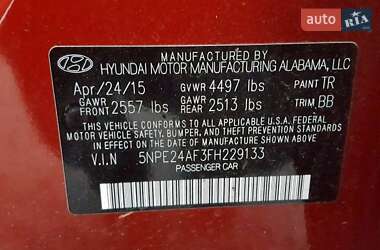 auto RIA.com
MANUFACTURED BY
HYUNDAI MOTOR MANUFACTURING ALABAMA, LLC
Apr/24/15 GVWR 4497 lbs PAINT TR
GAWR FRONT 2557 lbs GAWR REAR 2513 lbs TRIM BB
THIS VEHICLE CONFORMS TO ALL APPLICABLE U.S. FEDERAL
MOTOR VEHICLE SAFETY, BUMPER, AND THEFT PREVENTION
STANDARDS IN EFFECT ON THE DATE OF MANUFACTURE
SHOWN ABOVE.
V.I.N 5NPE24AF3FH229133
PASSENGER CAR